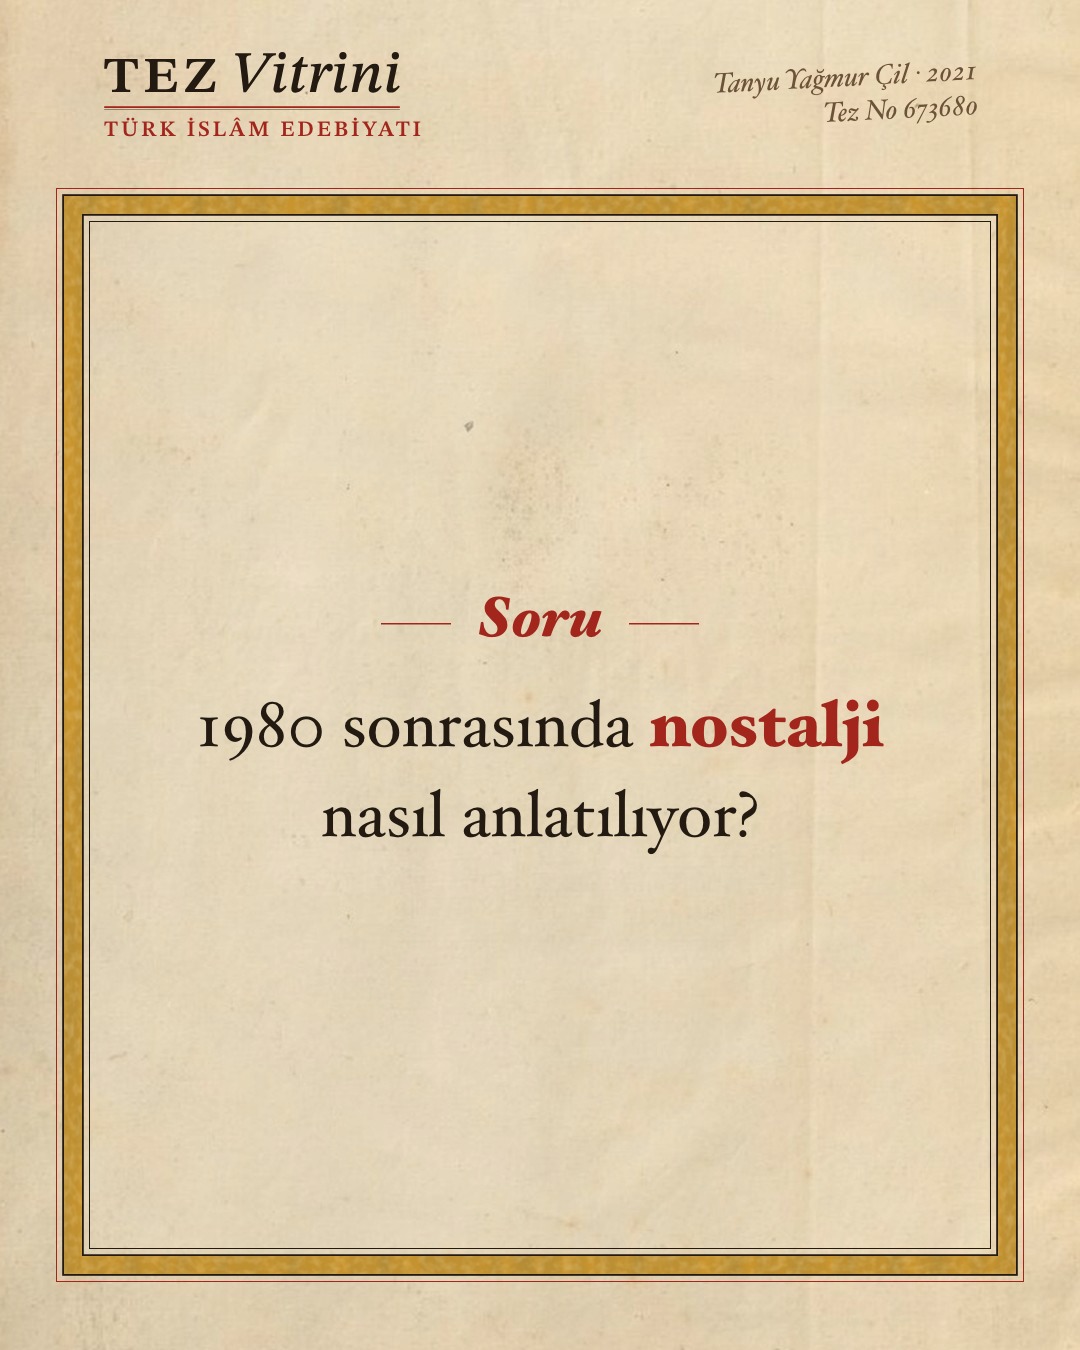 TEZ Vitrini
TÜRK İSLÂM EDEBİYATI
Tanyu Yağmur Çil · 2021
Tez No 673680
Soru
1980 sonrasında nostalji
nasıl anlatılıyor?